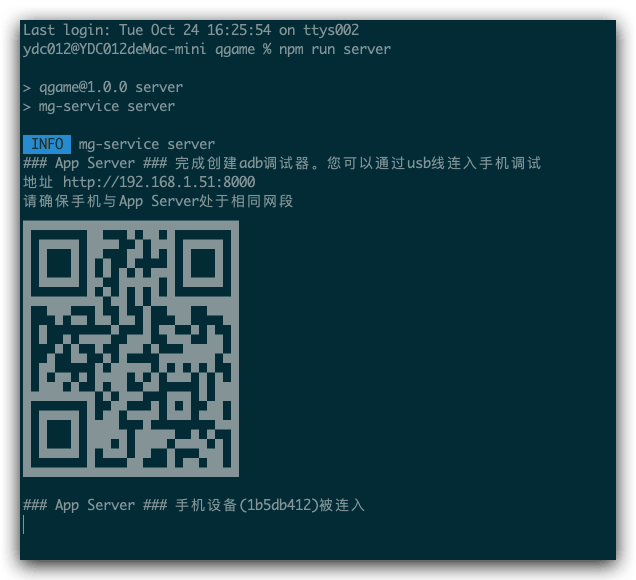 Last login: Tue Oct 24 16:25:54 on ttys002
ydc012@YDC012deMac-mini qgame % npm run server
> qgame@1.0.0 server
> mg-service server
INFO mg-service server
### App Server ### 完成创建adb调试器。您可以通过usb线连入手机调试
地址 http://192.168.1.51:8000
请确保手机与App Server处于相同网段
### App Server ### 手机设备(1b5db412)被连入